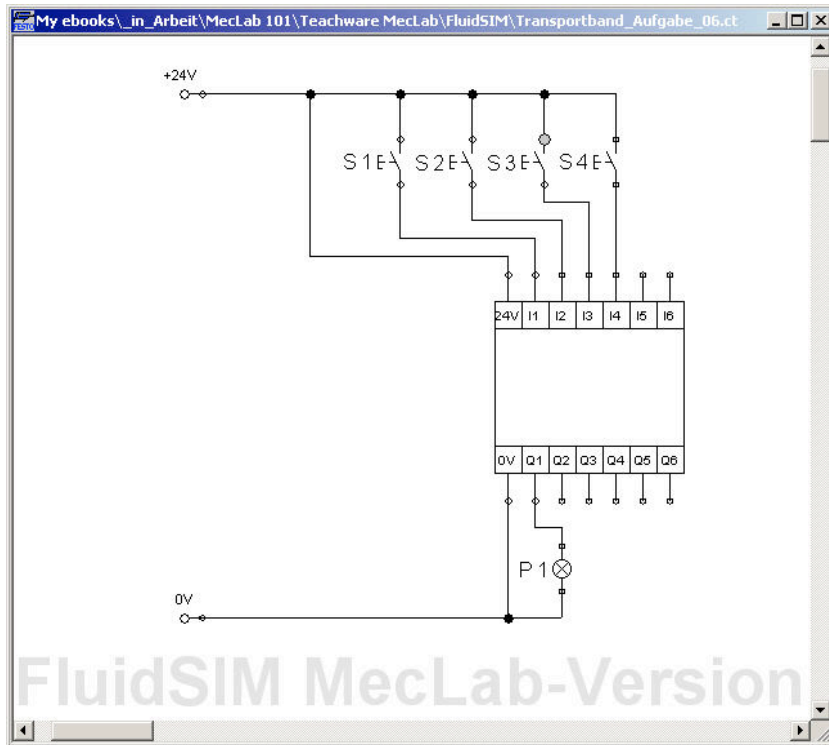 My ebooks\_in_Arbeit\MecLab 101\Teachware MecLab\FluidSIM\Transportband_Aufgabe_06.ct
FESTO
+24V
S1 S2 S3 S4
24V I1 I2 I3 I4 I5 I6
0V Q1 Q2 Q3 Q4 Q5 Q6
P1
0V
FluidSIM MecLab-Version